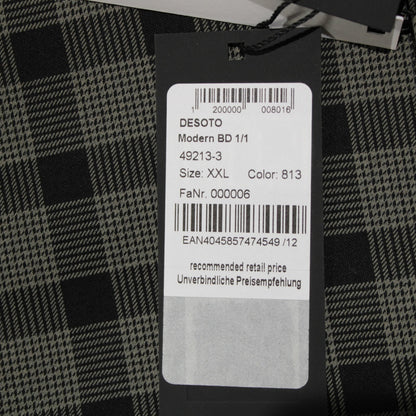 1 200000 008016
DESOTO
Modern BD 1/1
49213-3
Size: XXL Color: 813
FaNr. 000006
EAN4045857474549 /12
recommended retail price
Unverbindliche Preisempfehlung